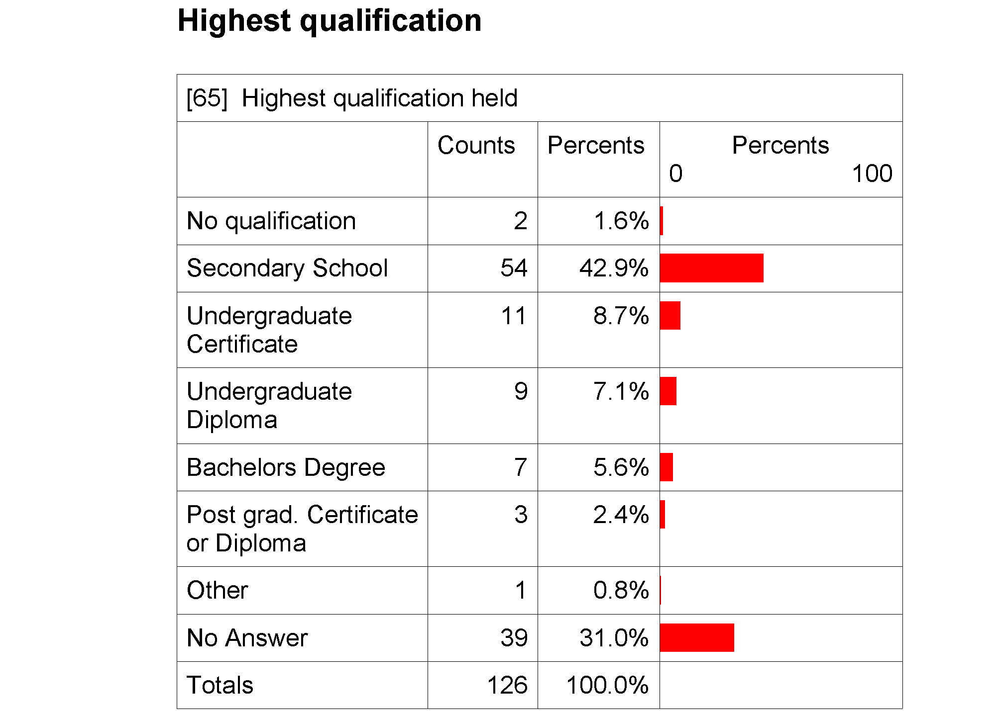 Highest qualification
[65] Highest qualification held
Counts Percents Percents
0 100
No qualification 2 1.6%
Secondary School 54 42.9%
Undergraduate 11 8.7%
Certificate
Undergraduate 9 7.1%
Diploma
Bachelors Degree 7 5.6%
Post grad. Certificate 3 2.4%
or Diploma
Other 1 0.8%
No Answer 39 31.0%
Totals 126 100.0%